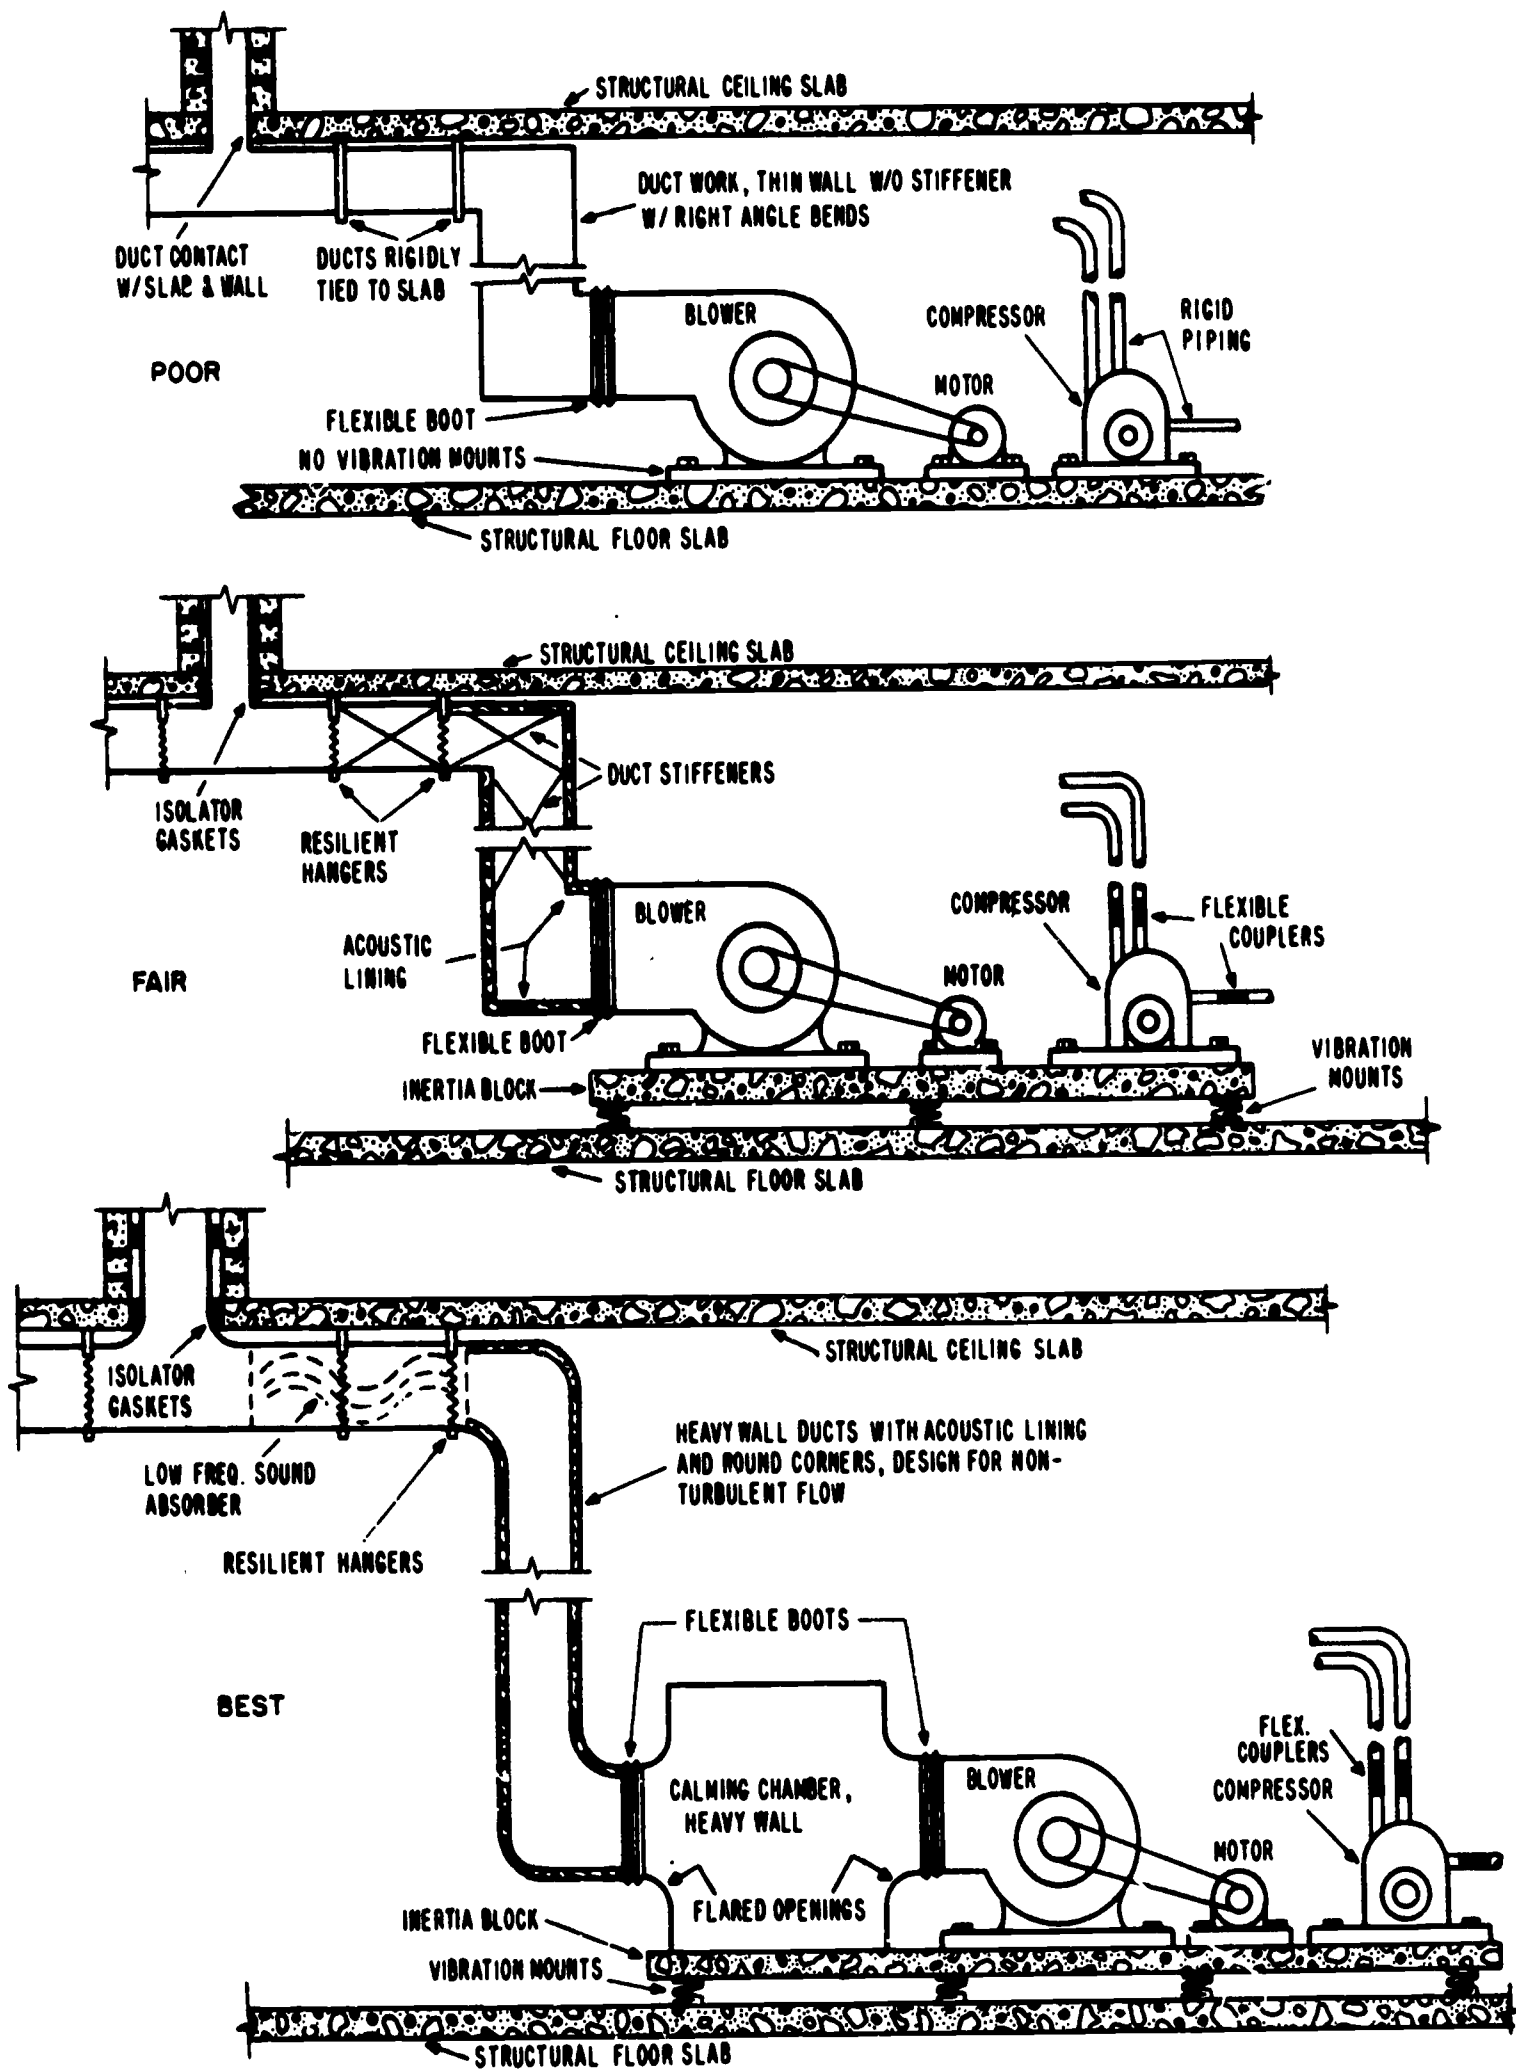 STRUCTURAL CEILING SLAB
DUCT WORK, THIN WALL W/O STIFFENER
W/ RIGHT ANGLE BENDS
DUCT CONTACT
W/SLAB & WALL
DUCTS RIGIDLY
TIED TO SLAB
BLOWER
COMPRESSOR
RIGID
PIPING
POOR
MOTOR
FLEXIBLE BOOT
NO VIBRATION MOUNTS
STRUCTURAL FLOOR SLAB
STRUCTURAL CEILING SLAB
DUCT STIFFENERS
ISOLATOR
GASKETS
RESILIENT
HANGERS
BLOWER
COMPRESSOR
FLEXIBLE
COUPLERS
ACOUSTIC
LINING
FAIR
MOTOR
FLEXIBLE BOOT
INERTIA BLOCK
VIBRATION
MOUNTS
STRUCTURAL FLOOR SLAB
STRUCTURAL CEILING SLAB
ISOLATOR
GASKETS
HEAVY WALL DUCTS WITH ACOUSTIC LINING
AND ROUND CORNERS, DESIGN FOR NON-
TURBULENT FLOW
LOW FREQ. SOUND
ABSORBER
RESILIENT HANGERS
FLEXIBLE BOOTS
BEST
FLEX.
COUPLERS
COMPRESSOR
CALMING CHAMBER,
HEAVY WALL
BLOWER
MOTOR
FLARED OPENINGS
INERTIA BLOCK
VIBRATION MOUNTS
STRUCTURAL FLOOR SLAB